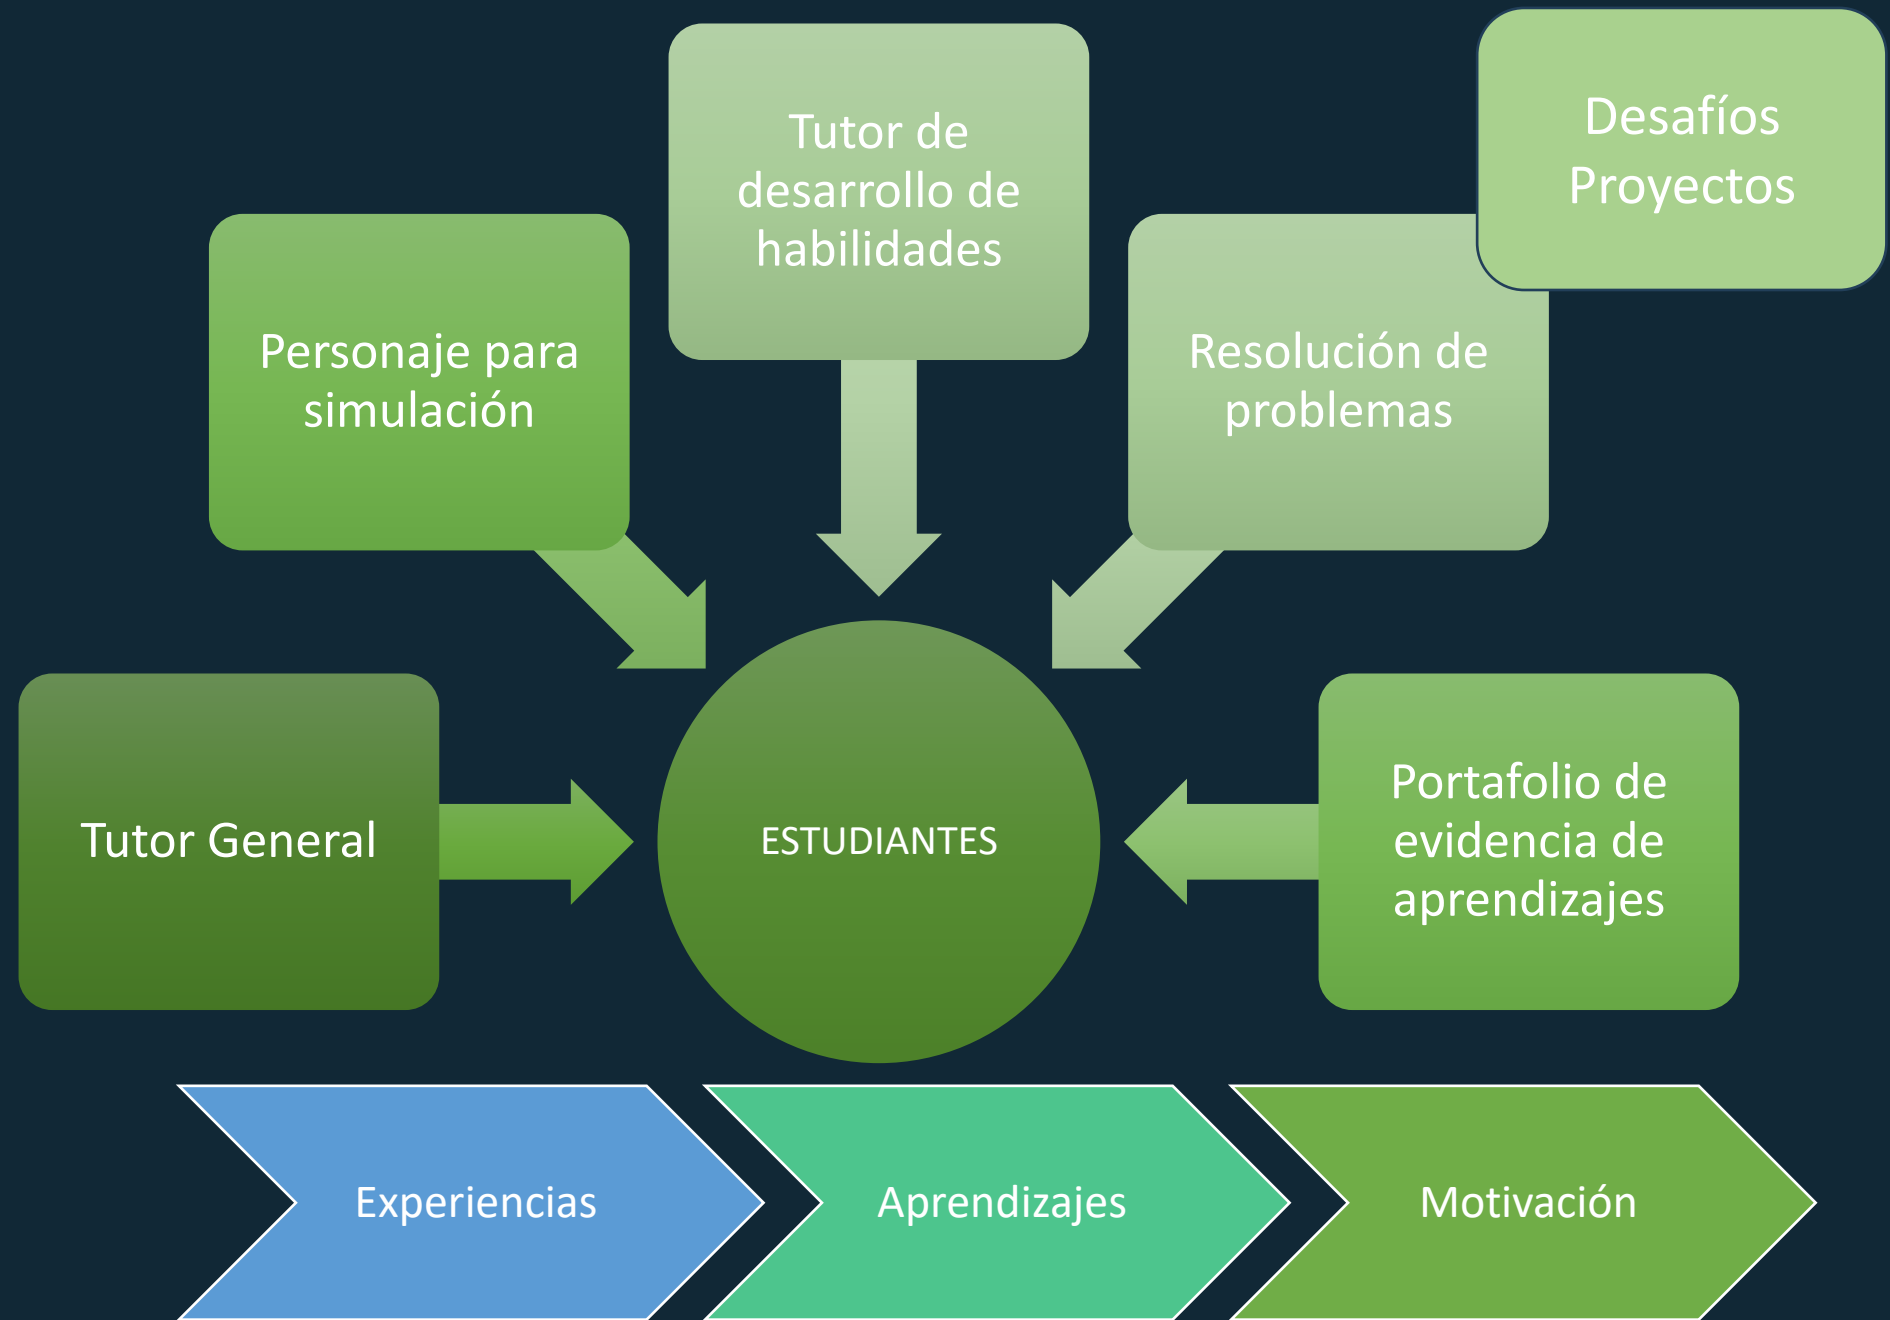 Tutor de
desarrollo de
habilidades
Desafíos
Proyectos
Personaje para
simulación
Resolución de
problemas
Tutor General
ESTUDIANTES
Portafolio de
evidencia de
aprendizajes
Experiencias
Aprendizajes
Motivación